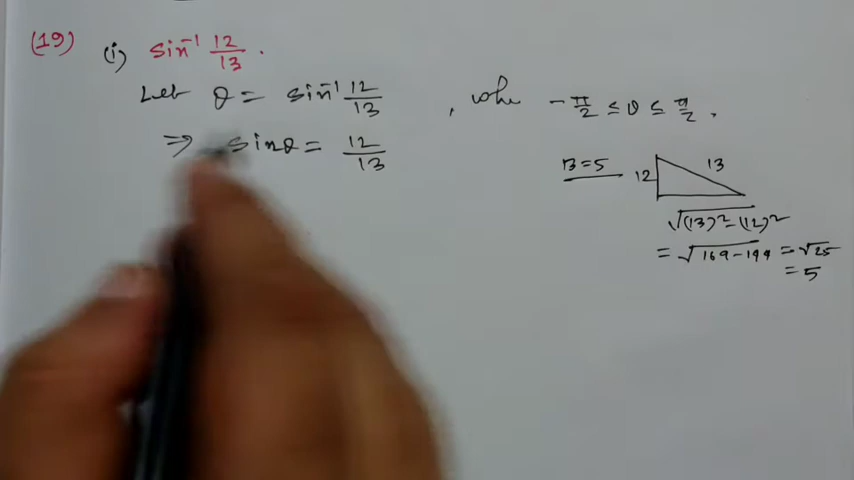 (19) (i) sin⁻¹ 12/13 .
Let θ = sin⁻¹ 12/13 , where - π/2 ≤ θ ≤ π/2 .
⇒ sinθ = 12/13
B=5 12 13
√(13)²-(12)²
= √169-144 = √25
= 5